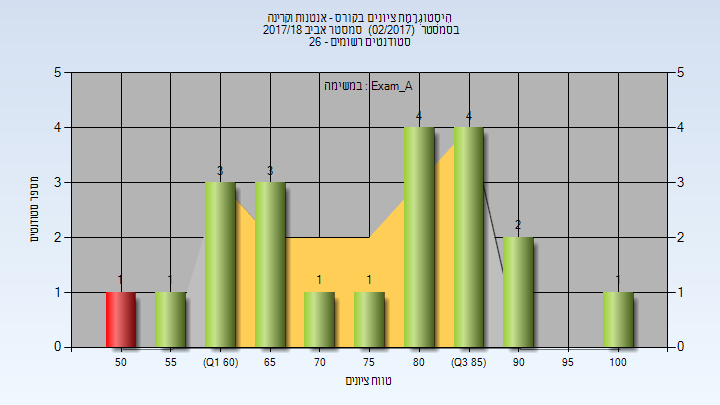 הִיסְטוֹגְרָמַת ציונים בקורס - אנטנות וקרינה
בסמסטר (02/2017) סמסטר אביב 2017/18
סטודנטים רשומים - 26
במשימה : Exam_A
מספר סטודנטים
5 5
4 4
3 3
2 2
1 1
0 0
1 1 3 3 1 1 4 4 2 1
50 55 (Q1 60) 65 70 75 80 (Q3 85) 90 95 100
טווח ציונים